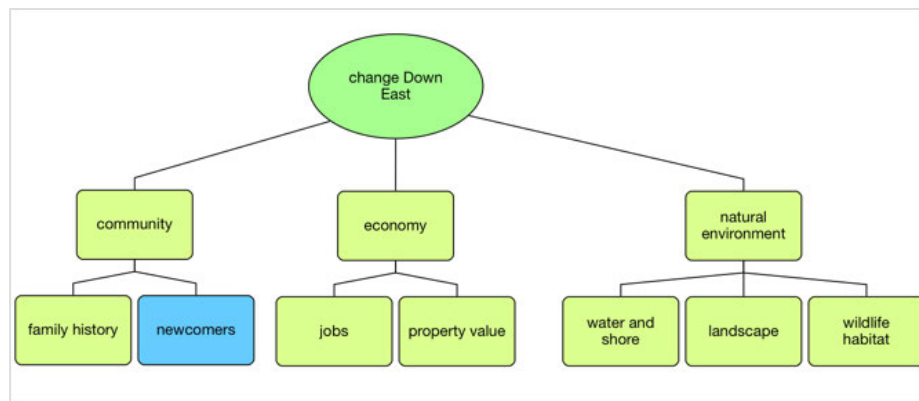 change Down
East
community
economy
natural
environment
family history
newcomers
jobs
property value
water and
shore
landscape
wildlife
habitat